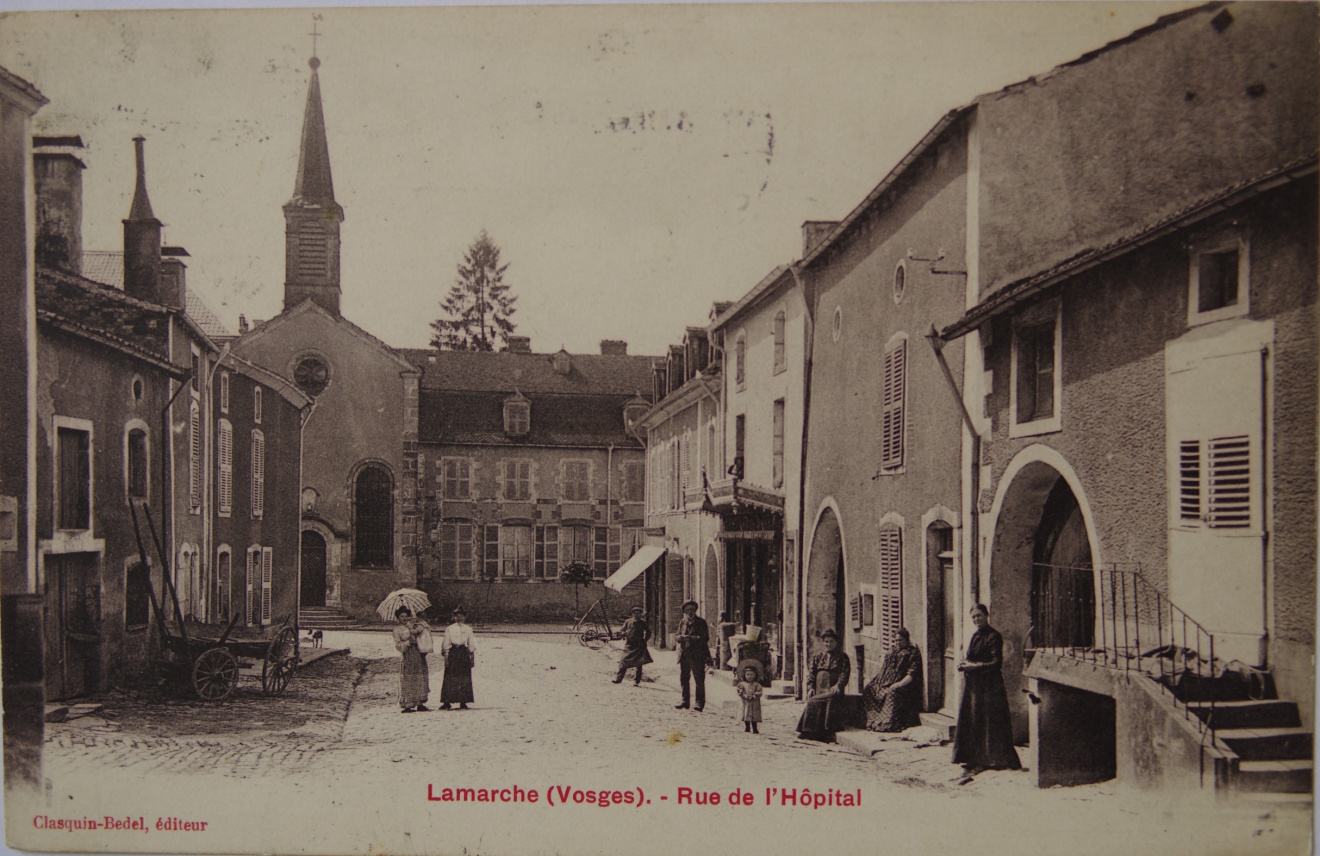 Lamarche (Vosges). - Rue de l'Hôpital
Clasquin-Bedel, éditeur